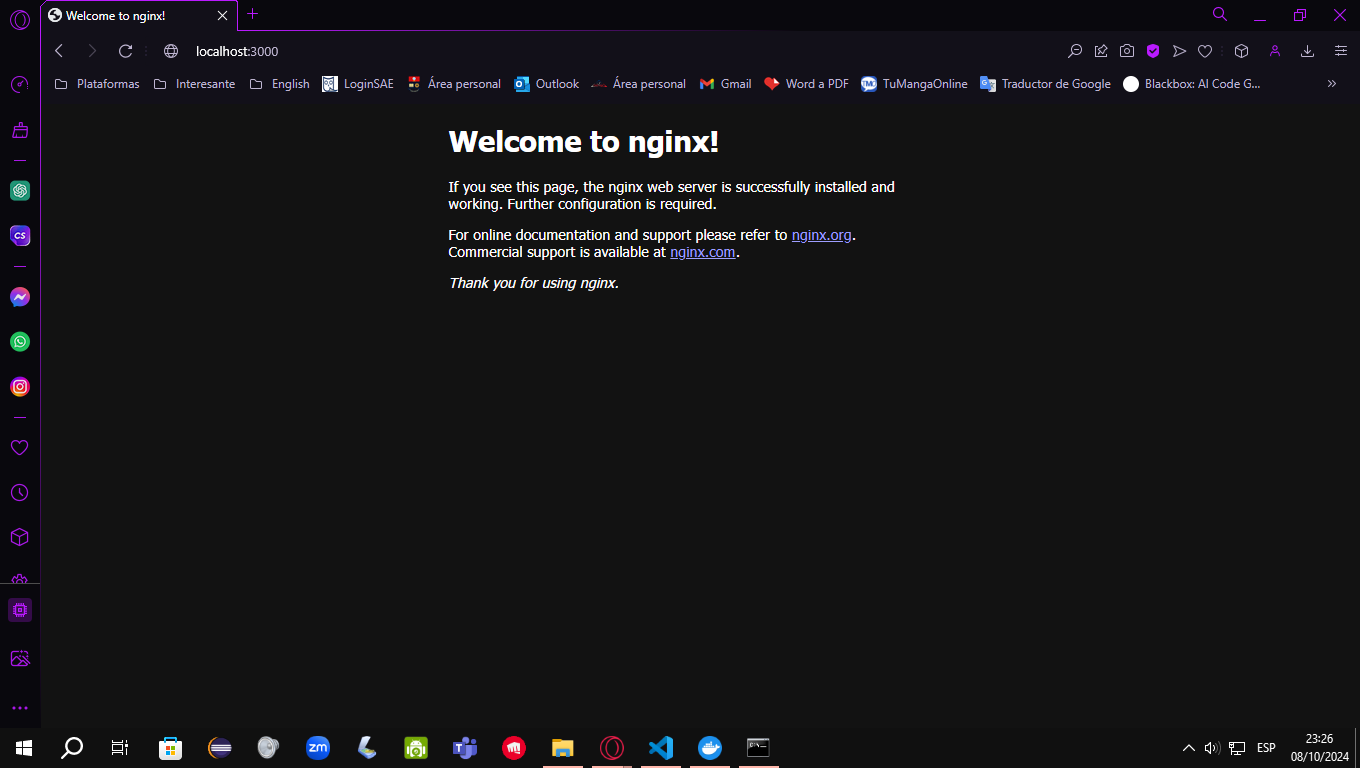 Welcome to nginx!
localhost:3000
Plataformas
Interesante
English
LoginSAE
Área personal
Outlook
Área personal
Gmail
Word a PDF
TMO
TuMangaOnline
Traductor de Google
Blackbox: AI Code G...
CS
Welcome to nginx!
If you see this page, the nginx web server is successfully installed and
working. Further configuration is required.
For online documentation and support please refer to nginx.org.
Commercial support is available at nginx.com.
Thank you for using nginx.
zm
ESP
23:26
08/10/2024